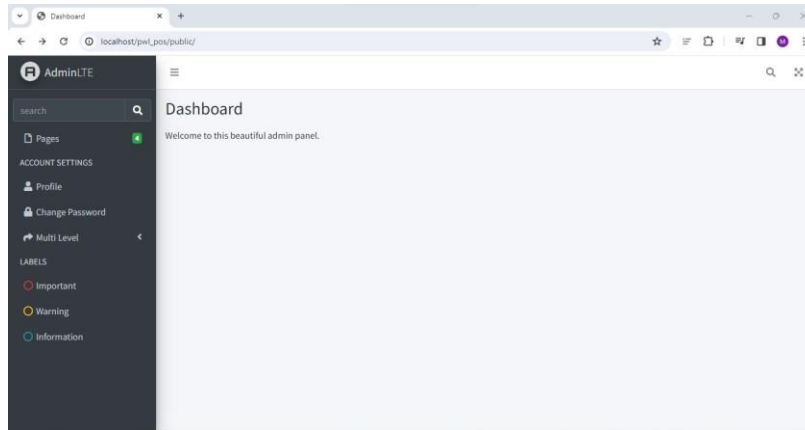 Dashboard
localhost/pwl_pos/public/
M
AdminLTE
search
Pages
4
ACCOUNT SETTINGS
Profile
Change Password
Multi Level
LABELS
Important
Warning
Information
Dashboard
Welcome to this beautiful admin panel.